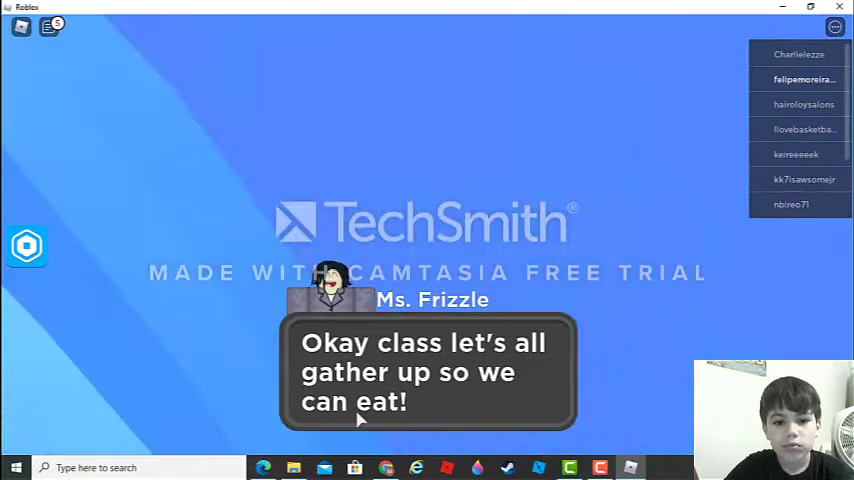 Roblox
5
Charlielezze
felipemoreira...
hairoloysalons
Ilovebasketba...
keireeeeek
kk7isawsomejr
nbireo71
TechSmith®
MADE WITH CAMTASIA FREE TRIAL
Ms. Frizzle
Okay class let's all
gather up so we
can eat!
Type here to search